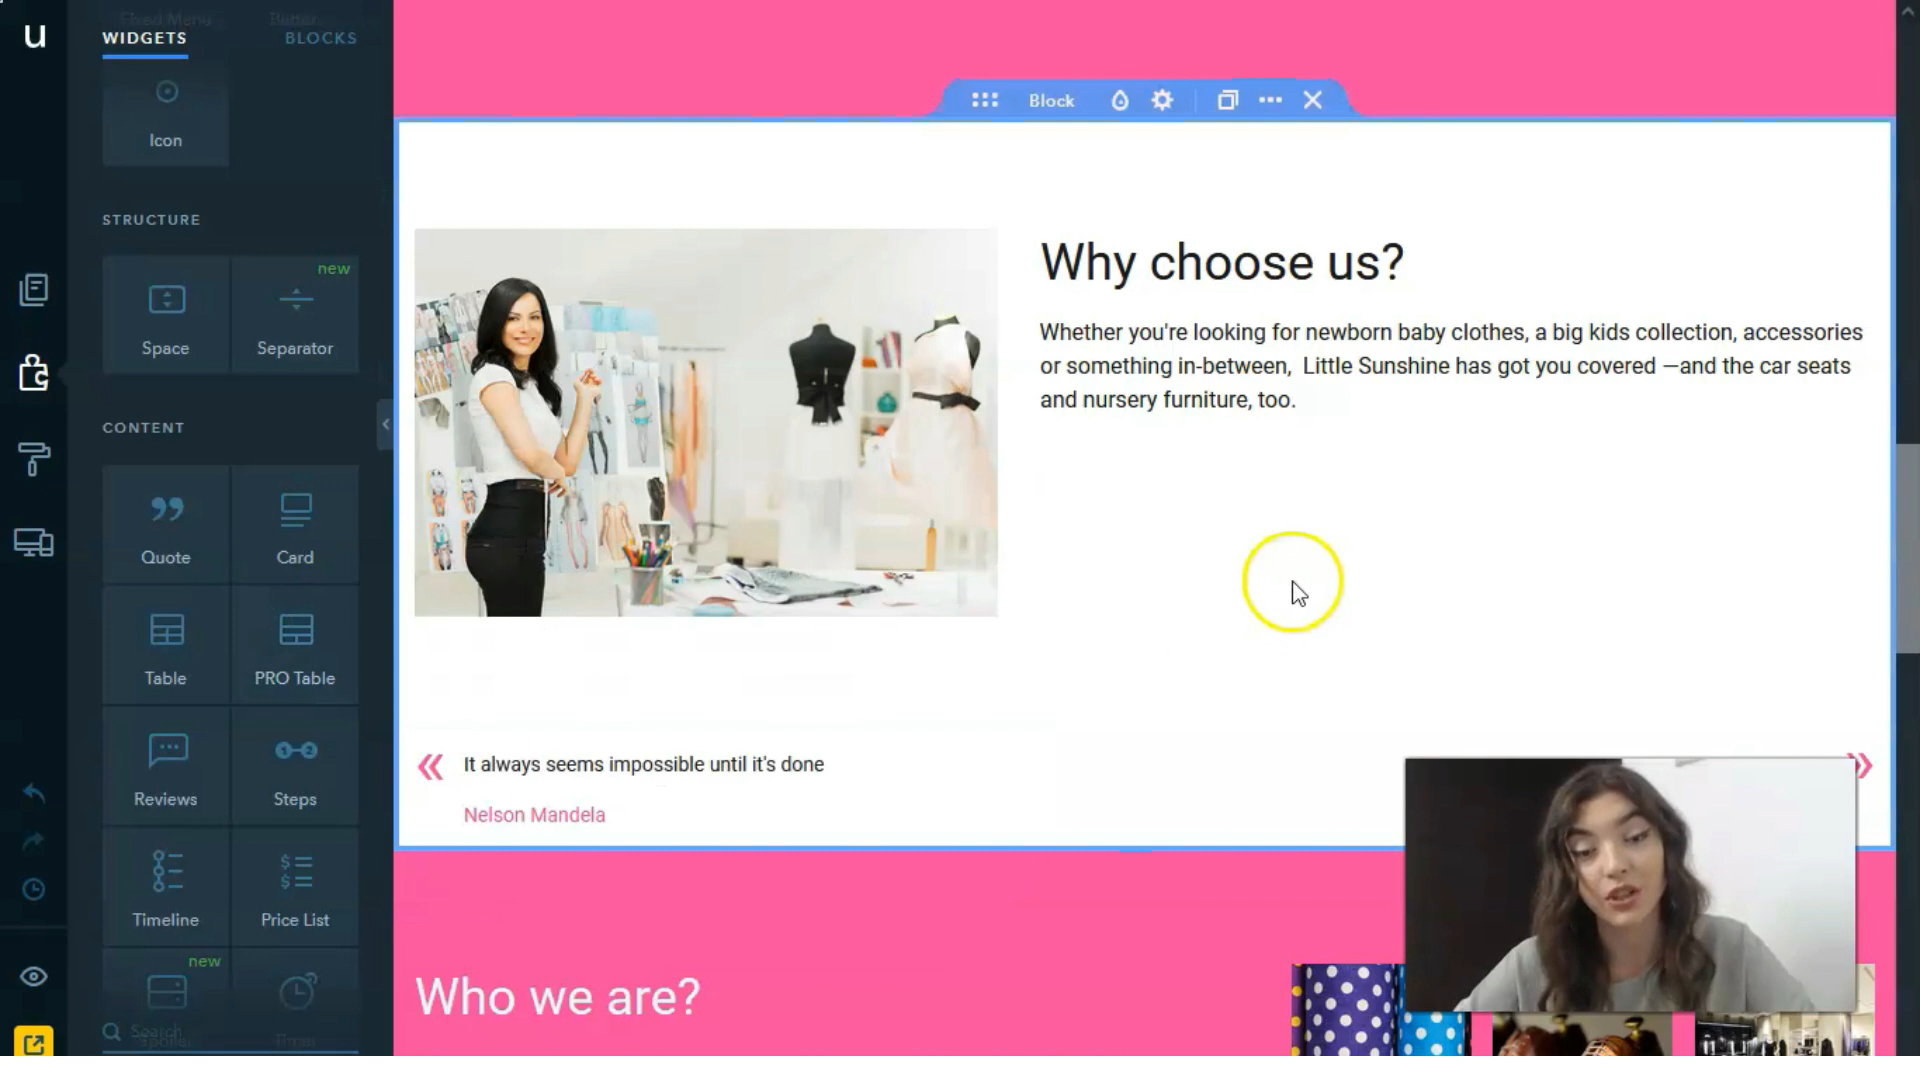 u
Fixed Menu
WIDGETS
BLOCKS
Icon
STRUCTURE
new
Space
Separator
CONTENT
Quote
Card
Table
PRO Table
Reviews
Steps
Timeline
Price List
new
Search
Block
Why choose us?
Whether you're looking for newborn baby clothes, a big kids collection, accessories
or something in-between, Little Sunshine has got you covered —and the car seats
and nursery furniture, too.
It always seems impossible until it's done
Nelson Mandela
Who we are?